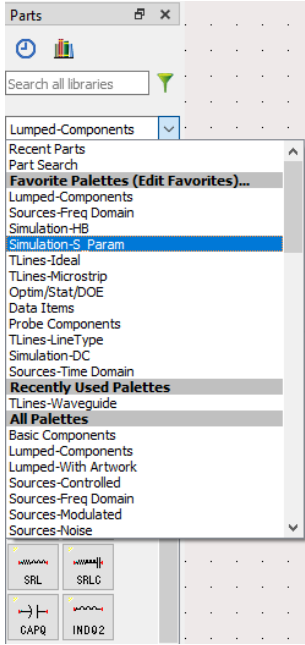 Parts
Search all libraries
Lumped-Components
Recent Parts
Part Search
Favorite Palettes (Edit Favorites)...
Lumped-Components
Sources-Freq Domain
Simulation-HB
Simulation-S_Param
TLines-Ideal
TLines-Microstrip
Optim/Stat/DOE
Data Items
Probe Components
TLines-LineType
Simulation-DC
Sources-Time Domain
Recently Used Palettes
TLines-Waveguide
All Palettes
Basic Components
Lumped-Components
Lumped-With Artwork
Sources-Controlled
Sources-Freq Domain
Sources-Modulated
Sources-Noise
SRL SRLC
CAPQ INDQ2